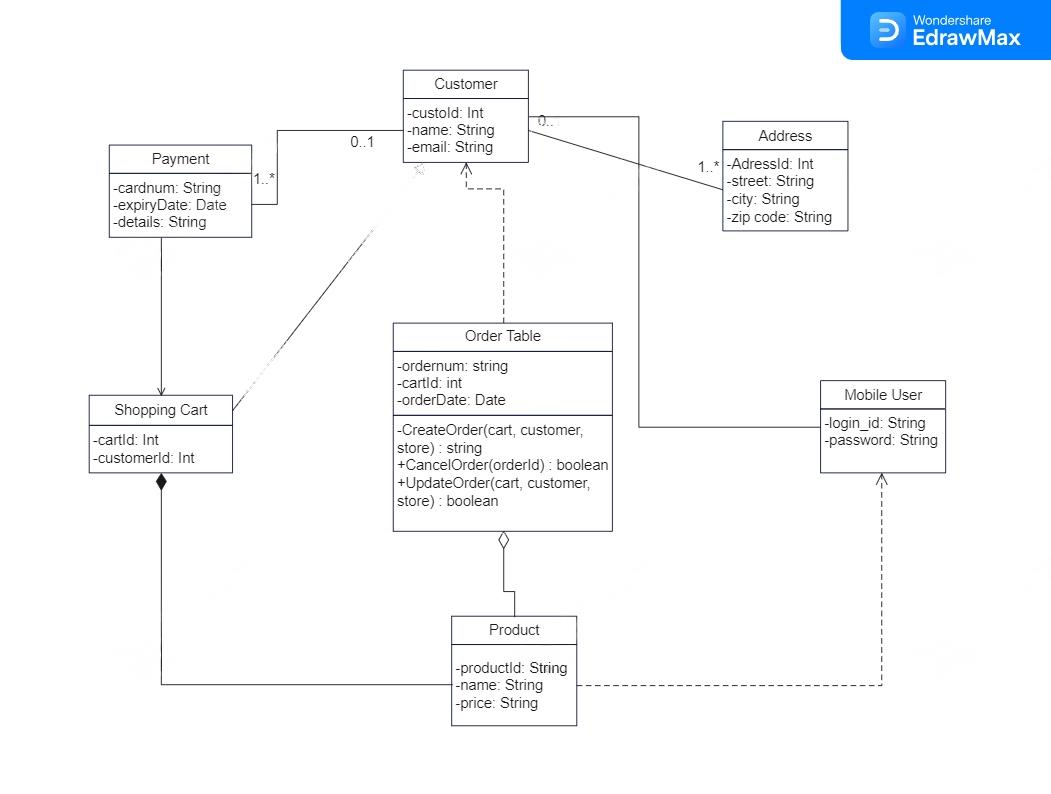 Wondershare
EdrawMax
Customer
-custoId: Int
-name: String
-email: String
0..
0..1
Address
-AdressId: Int
-street: String
-city: String
-zip code: String
1..*
Payment
-cardnum: String
-expiryDate: Date
-details: String
1..*
Order Table
-ordernum: string
-cartId: int
-orderDate: Date
-CreateOrder(cart, customer,
store) : string
+CancelOrder(orderId) : boolean
+UpdateOrder(cart, customer,
store) : boolean
Mobile User
-login_id: String
-password: String
Shopping Cart
-cartId: Int
-customerId: Int
Product
-productId: String
-name: String
-price: String